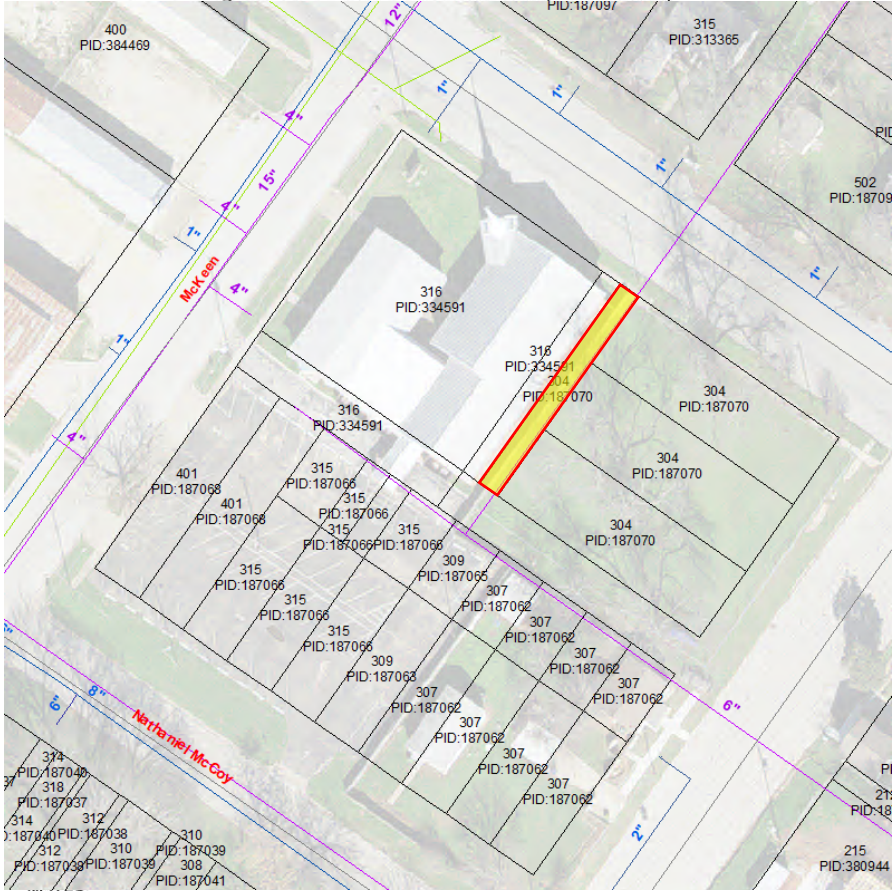 PID:187097
12"
400
PID:384469
315
PID:313365
1"
1"
4"
15"
1"
502
PID:18709
4"
1"
McKeen
4"
1"
316
PID:334591
1"
316
PID:334591
304
PID:187070
304
PID:187070
316
PID:334591
4"
304
PID:187070
401
PID:187068
315
PID:187066
401
PID:187068
315
PID:187066
315
PID:187066
315
PID:187066
304
PID:187070
309
PID:187065
315
PID:187066
307
PID:187062
315
PID:187066
307
PID:187062
315
PID:187066
307
PID:187062
309
PID:187063
307
PID:187062
307
PID:187062
8"
6"
6"
307
PID:187062
Nathaniel McCoy
307
PID:187062
314
PID:187040
307
PID:187062
318
PID:187037
312
PID:187038
2"
310
PID:187039
312
PID:187038
310
PID:187039
308
PID:187041
215
PID:380944